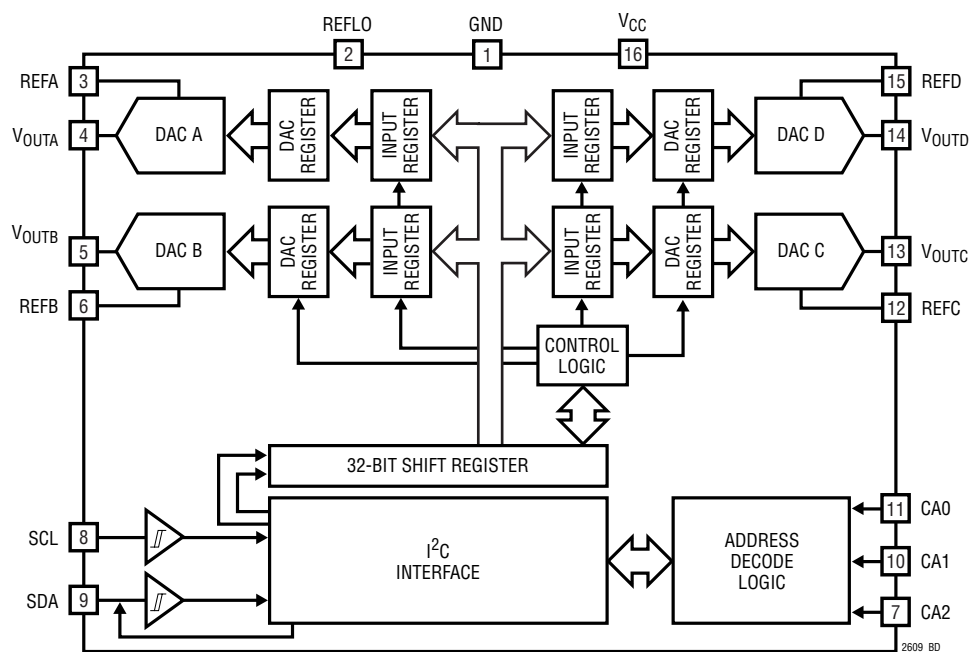 REFLO
GND
VCC
2
1
16
REFA
3
15
REFD
VOUTA
4
DAC A
DAC
REGISTER
INPUT
REGISTER
INPUT
REGISTER
DAC
REGISTER
DAC D
14
VOUTD
VOUTB
5
DAC B
DAC
REGISTER
INPUT
REGISTER
INPUT
REGISTER
DAC
REGISTER
DAC C
13
VOUTC
REFB
6
12
REFC
CONTROL
LOGIC
32-BIT SHIFT REGISTER
SCL
8
I2C
INTERFACE
ADDRESS
DECODE
LOGIC
11
CA0
10
CA1
SDA
9
7
CA2
2609 BD